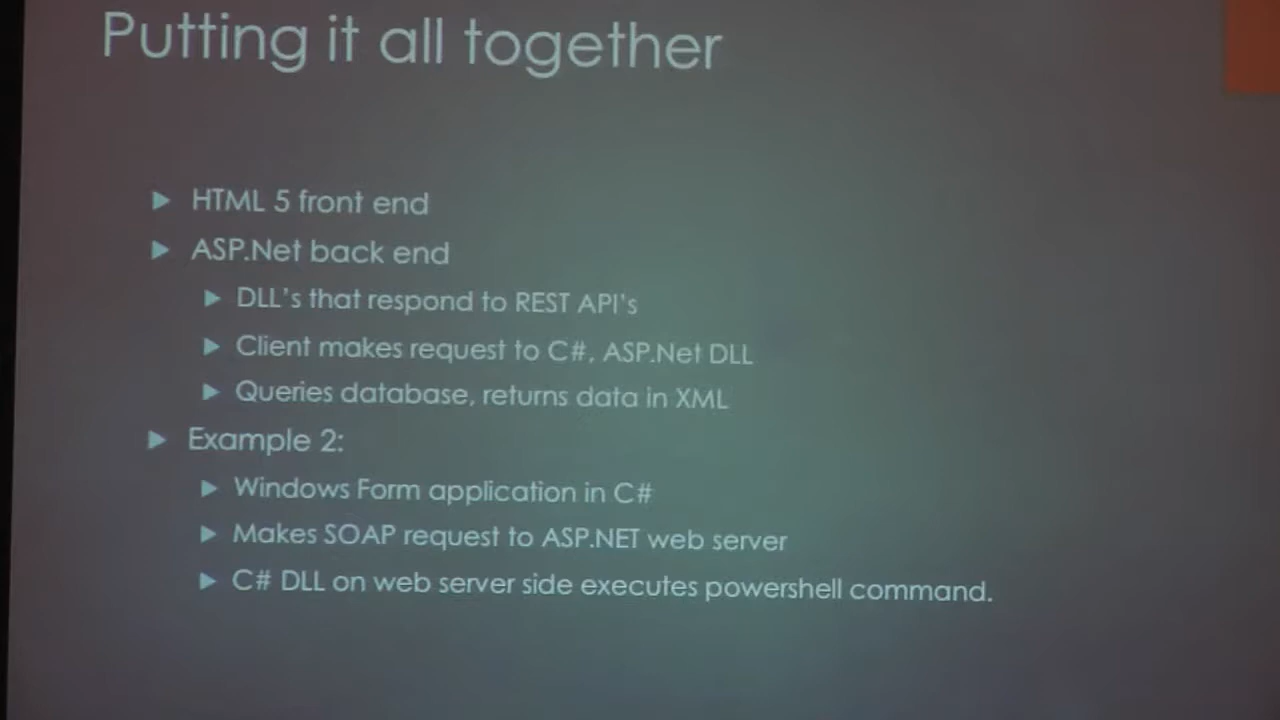 Putting it all together
HTML 5 front end
ASP.Net back end
DLL's that respond to REST API's
Client makes request to C#, ASP.Net DLL
Queries database, returns data in XML
Example 2:
Windows Form application in C#
Makes SOAP request to ASP.NET web server
C# DLL on web server side executes powershell command.